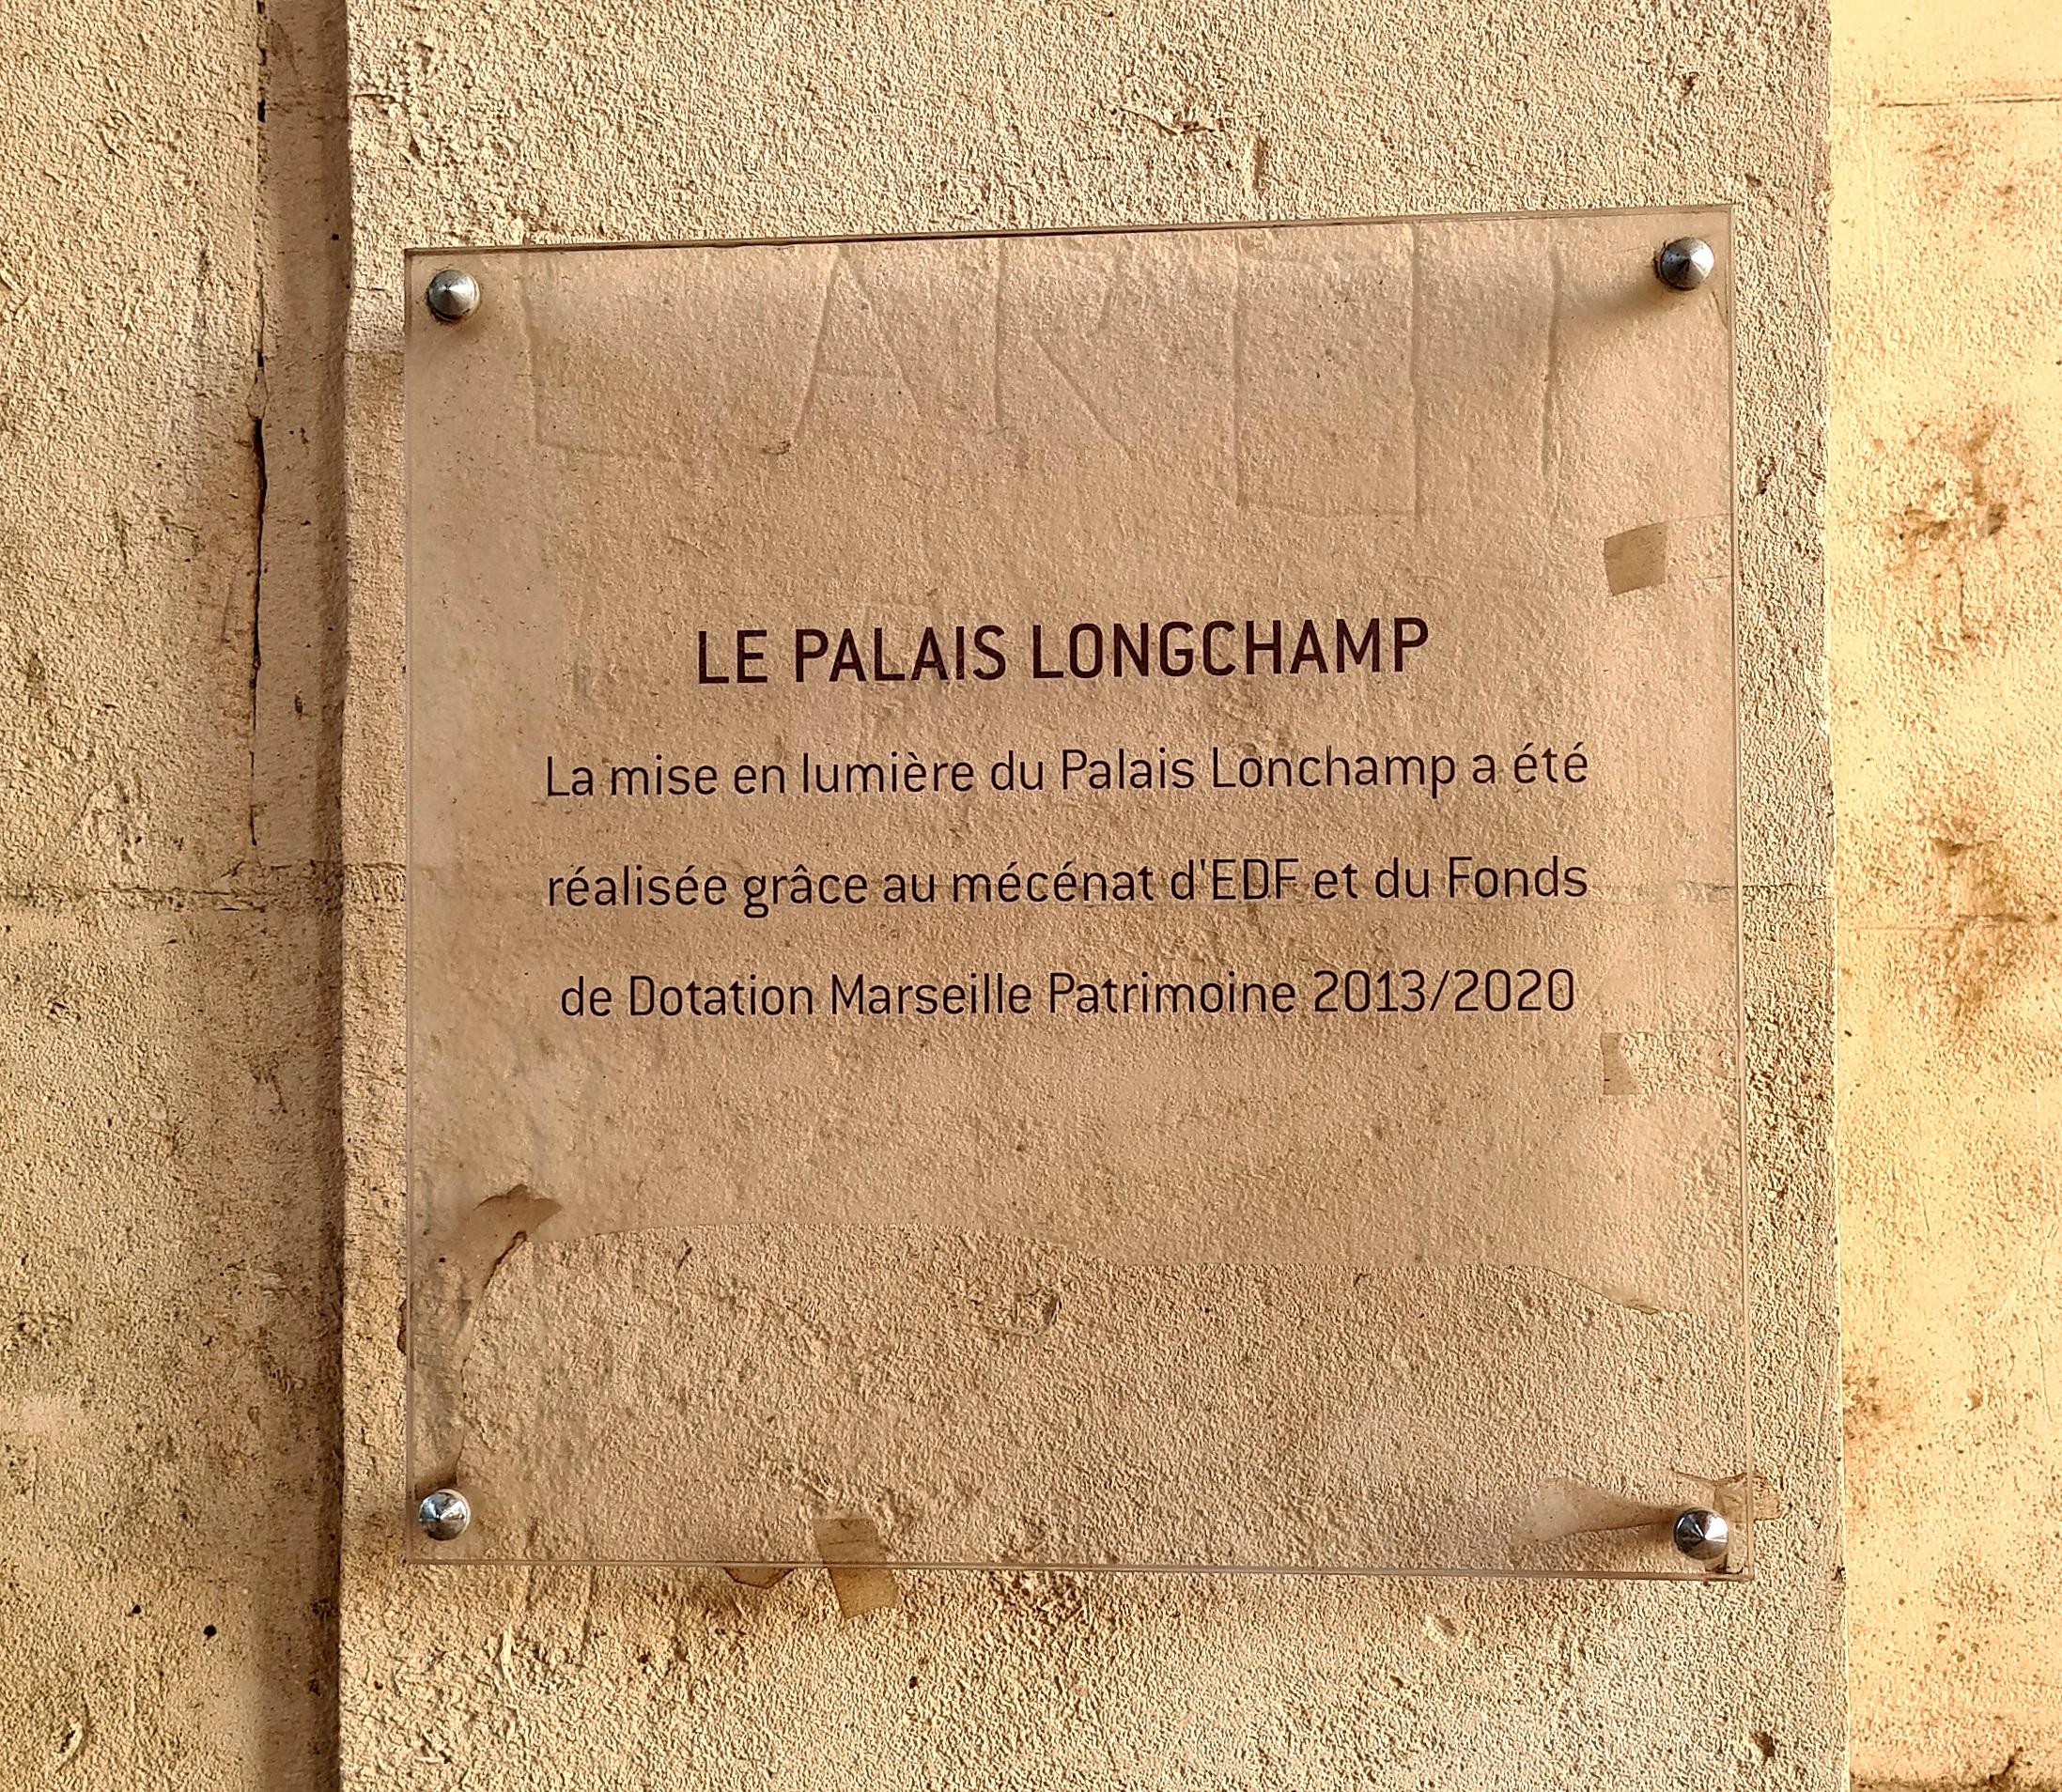 LE PALAIS LONGCHAMP
La mise en lumière du Palais Lonchamp a été
réalisée grâce au mécénat d'EDF et du Fonds
de Dotation Marseille Patrimoine 2013/2020